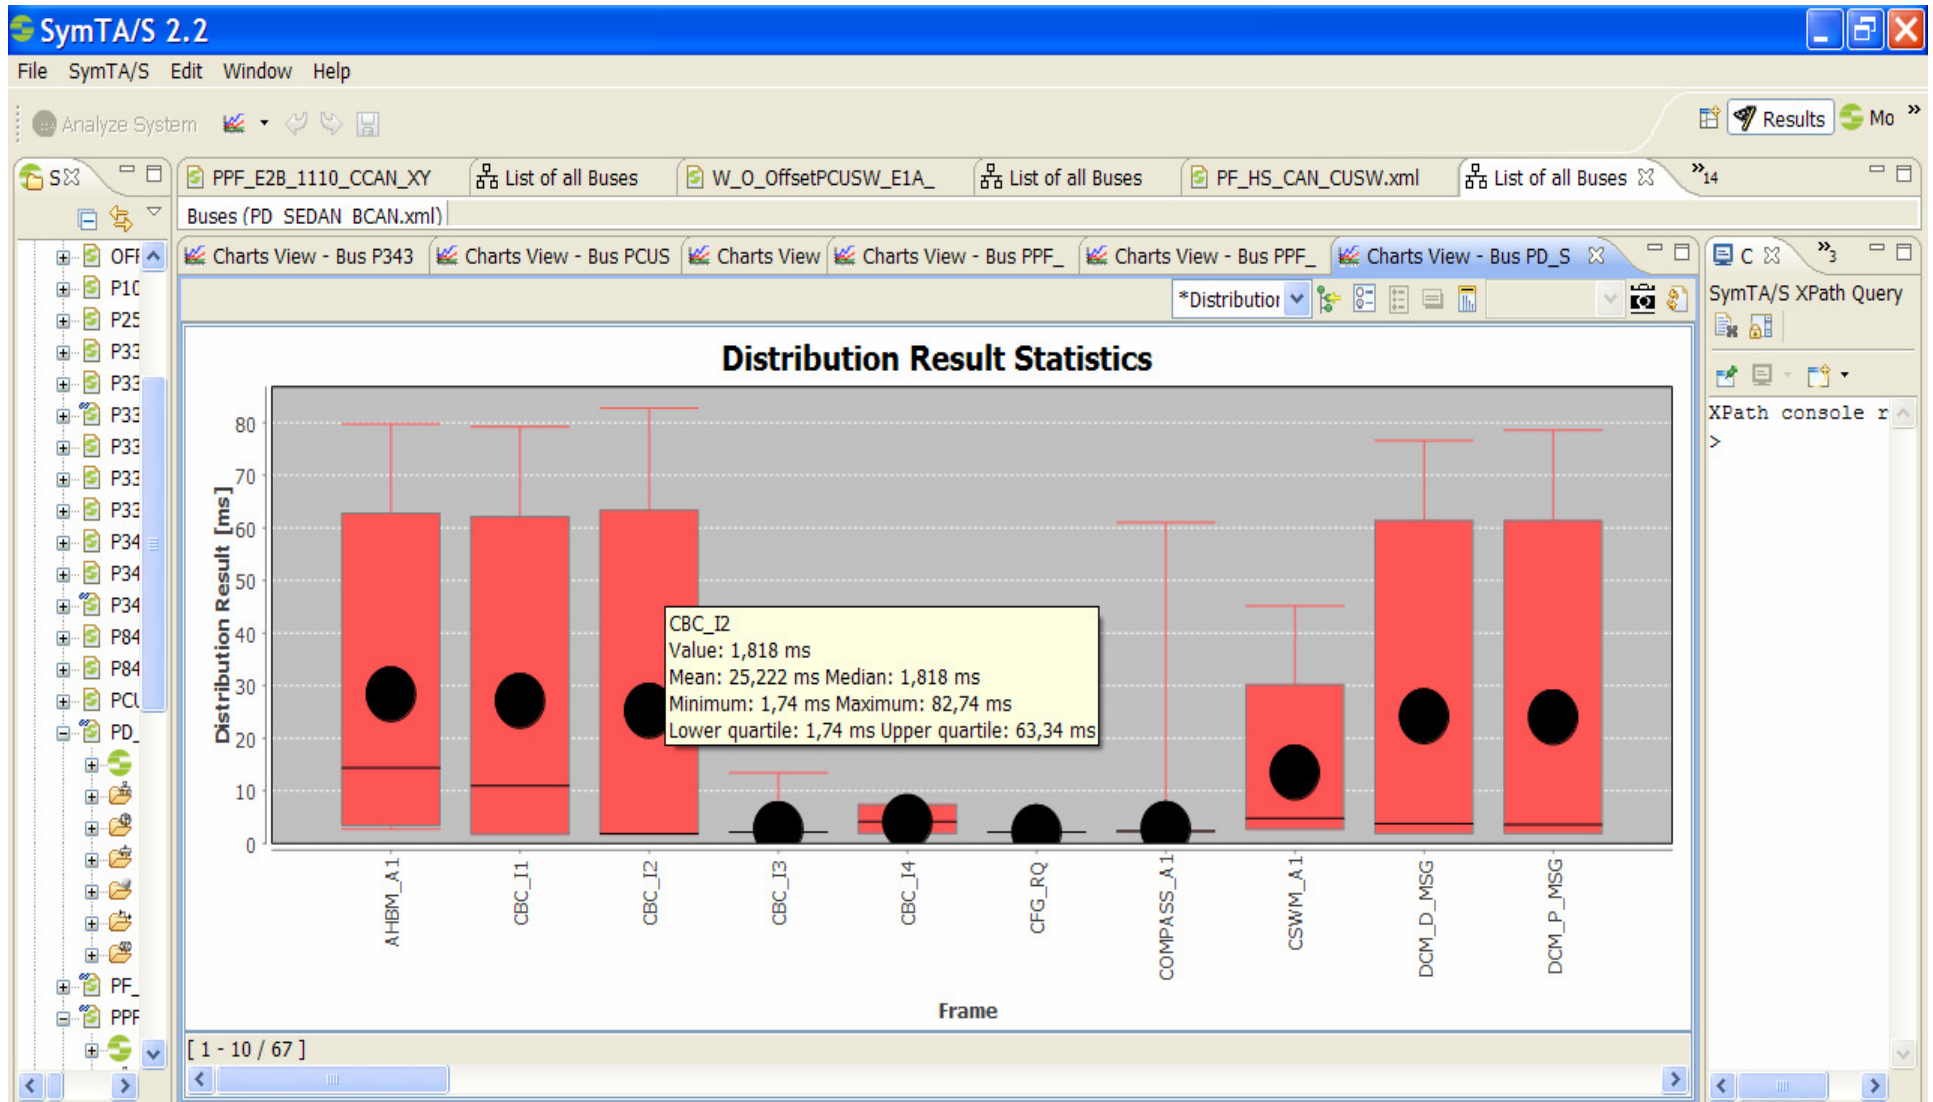 SymTA/S 2.2
File SymTA/S Edit Window Help
Analyze System
Results Mo »
S
PPF_E2B_1110_CCAN_XY
List of all Buses
W_O_OffsetPCUSW_E1A_
List of all Buses
PF_HS_CAN_CUSW.xml
List of all Buses
»14
Buses (PD_SEDAN_BCAN.xml)
Charts View - Bus P343
Charts View - Bus PCUS
Charts View
Charts View - Bus PPF_
Charts View - Bus PPF_
Charts View - Bus PD_S
C »3
*Distribution
SymTA/S XPath Query
XPath console r
>
OFF
P10
P25
P33
P33
P33
P33
P33
P33
P34
P34
P34
P84
P84
PCU
PD_
PF_
PPF
Distribution Result Statistics
Distribution Result [ms]
80
70
60
50
40
30
20
10
0
CBC_I2
Value: 1,818 ms
Mean: 25,222 ms Median: 1,818 ms
Minimum: 1,74 ms Maximum: 82,74 ms
Lower quartile: 1,74 ms Upper quartile: 63,34 ms
AHBM_A1
CBC_I1
CBC_I2
CBC_I3
CBC_I4
CFG_RQ
COMPASS_A1
CSWM_A1
DCM_D_MSG
DCM_P_MSG
Frame
[ 1 - 10 / 67 ]